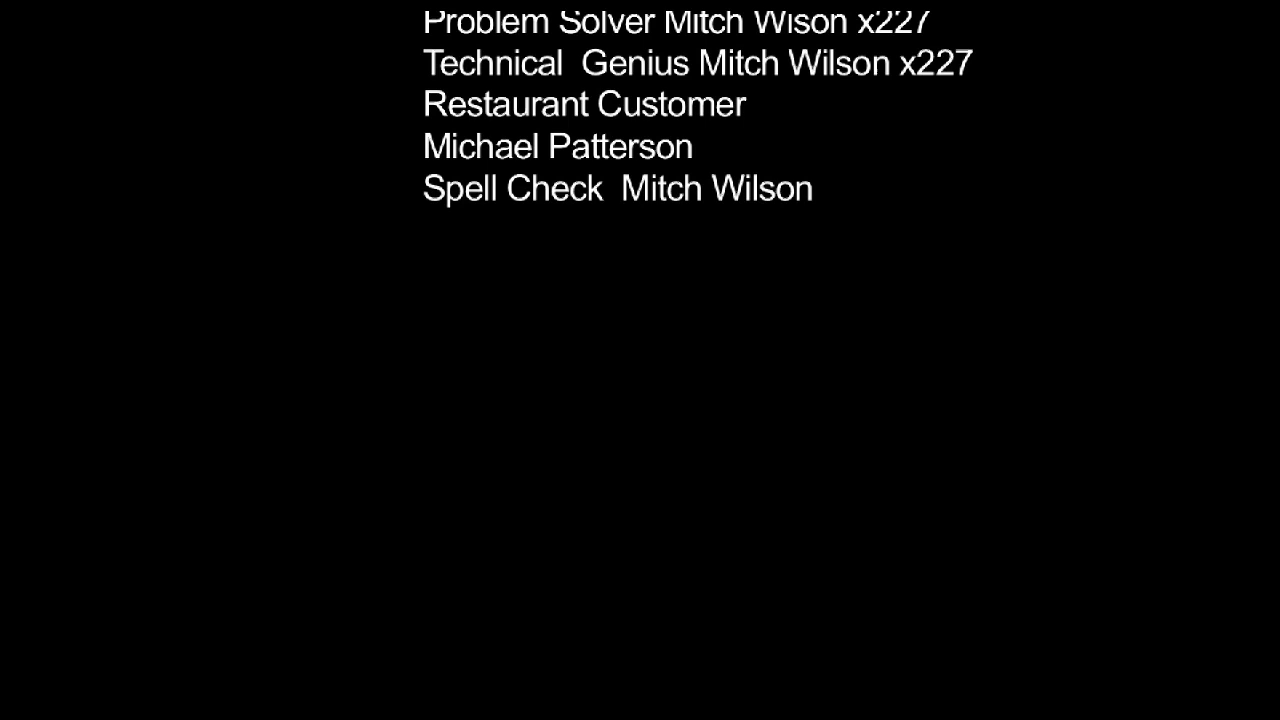 Problem Solver Mitch Wison x227
Technical  Genius Mitch Wilson x227
Restaurant Customer
Michael Patterson
Spell Check  Mitch Wilson